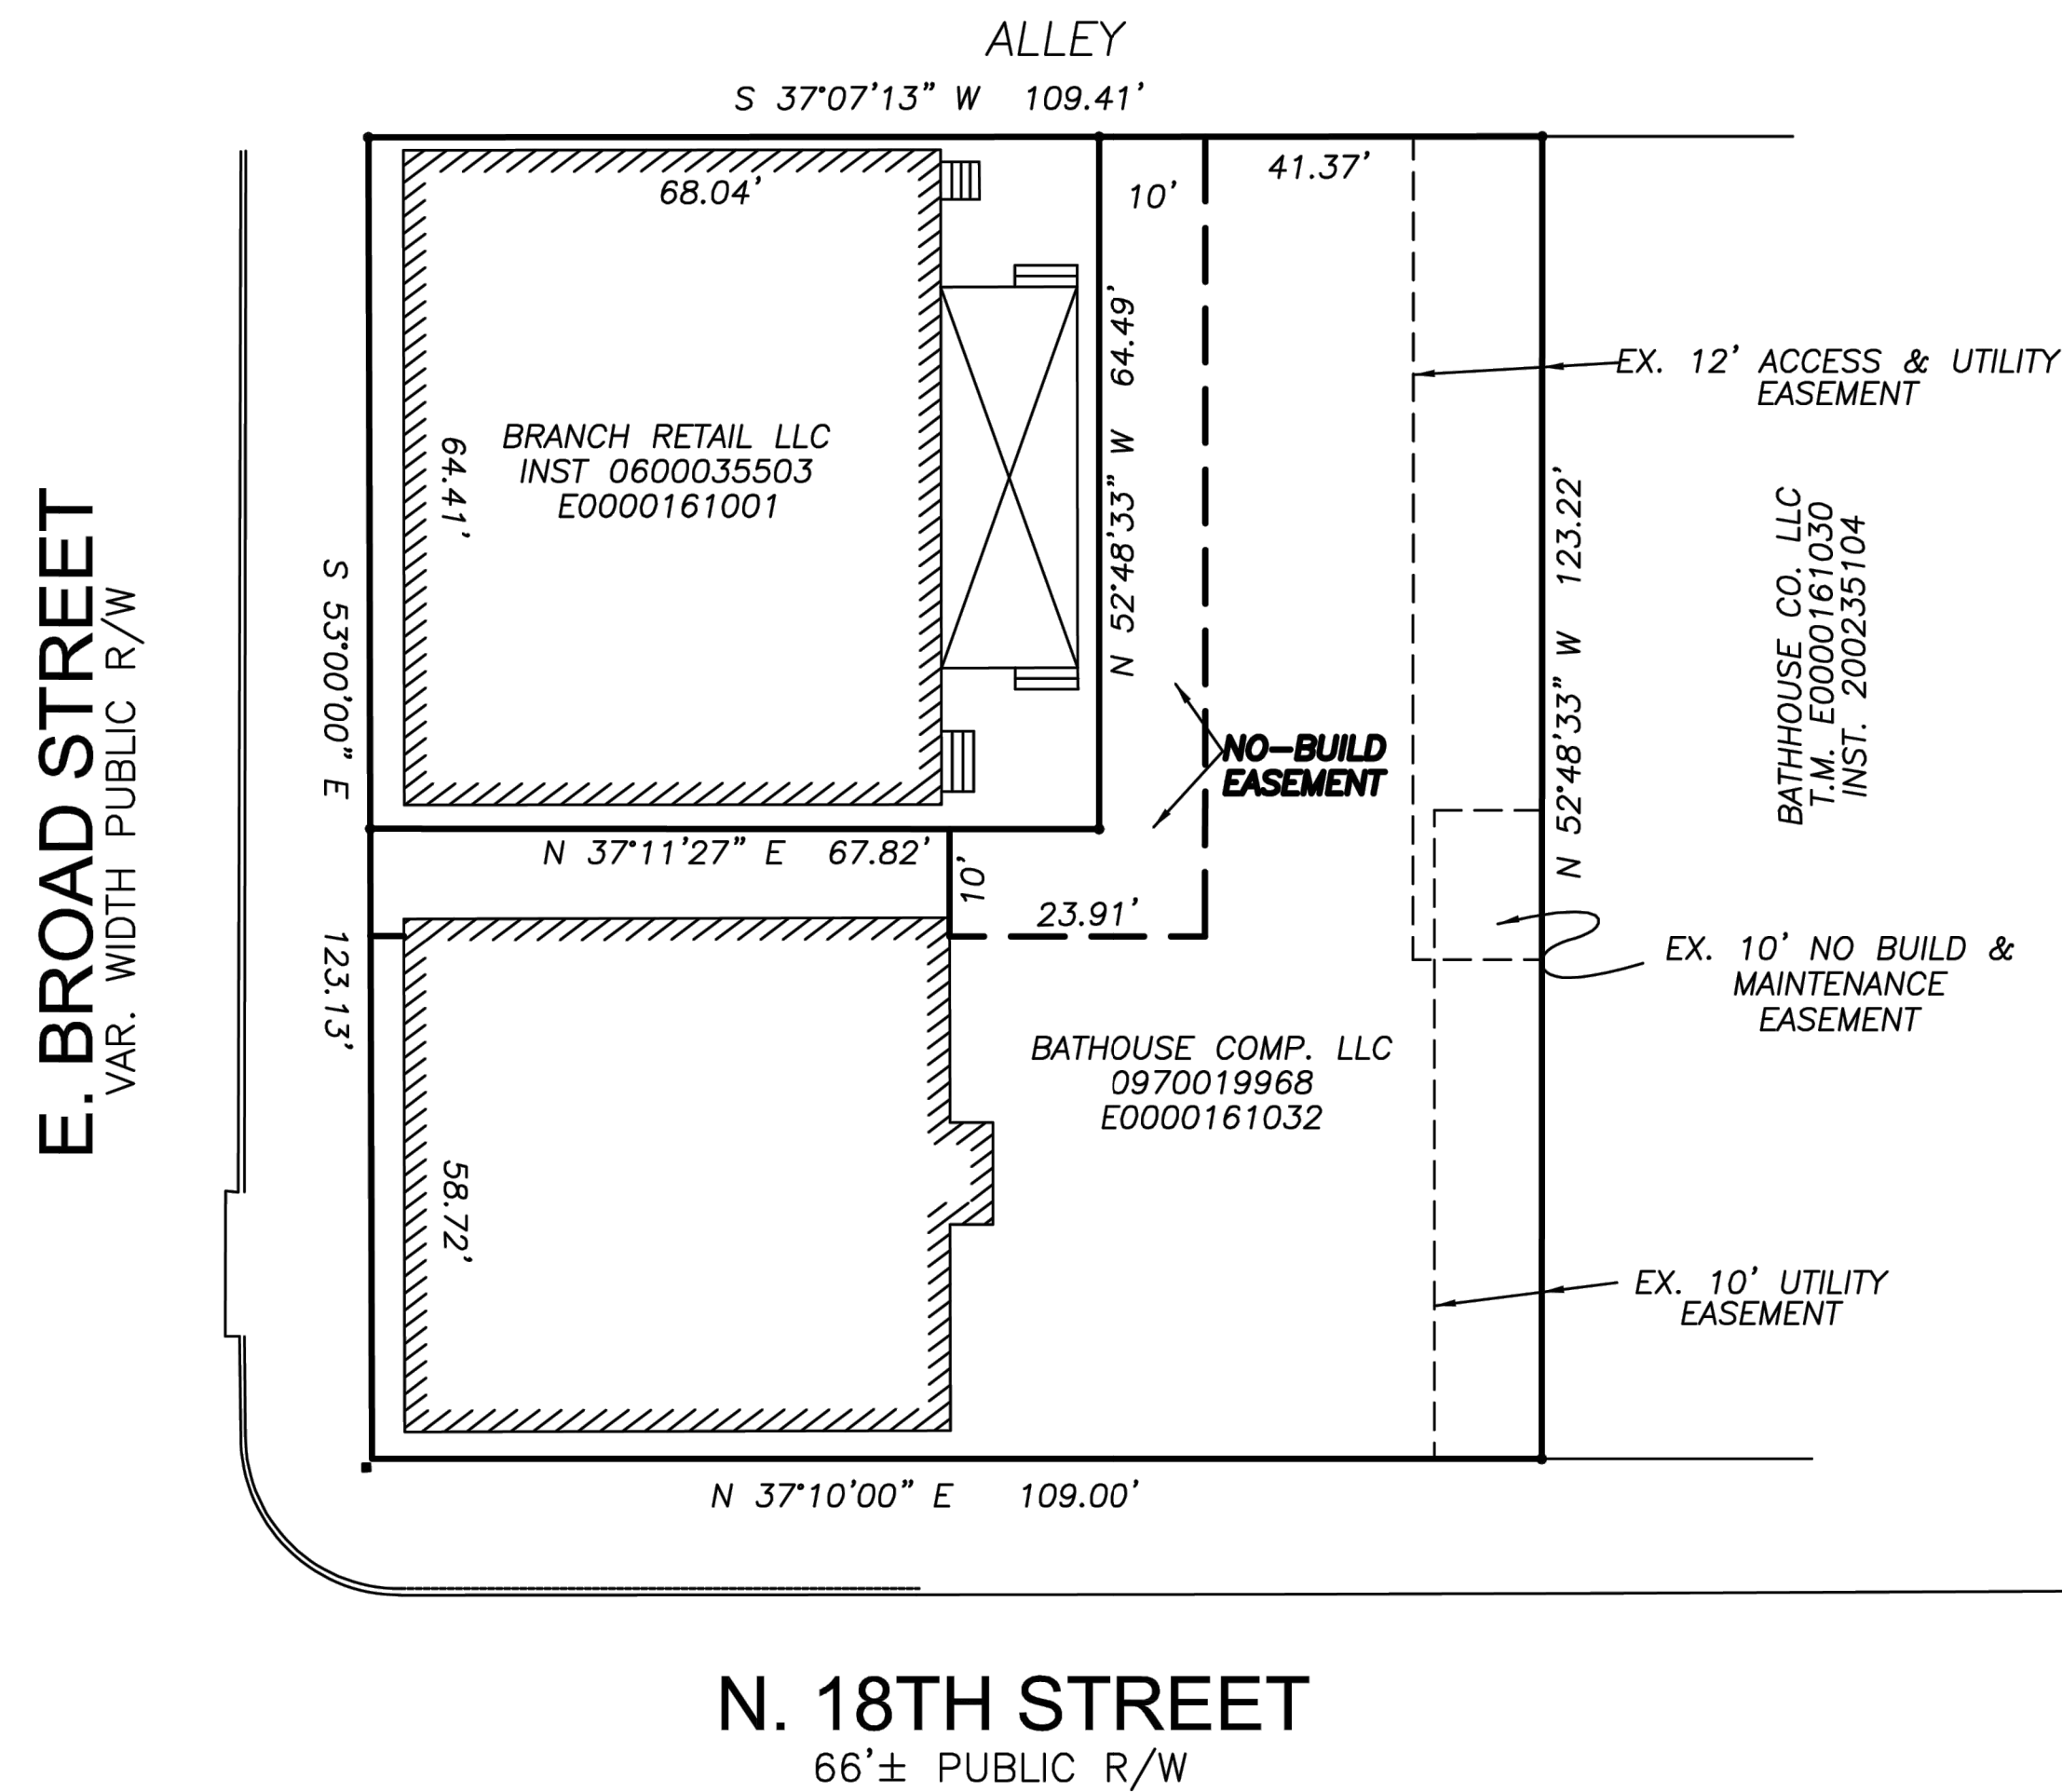 ALLEY
S 37°07'13" W 109.41'
68.04'
10'
41.37'
64.41'
BRANCH RETAIL LLC
INST 0600035503
E0000161001
N 52°48'33" W 64.49'
EX. 12' ACCESS & UTILITY
EASEMENT
E. BROAD STREET
VAR. WIDTH PUBLIC R/W
S 53°00'00" E 123.13'
N 52°48'33" W 123.22'
BATHHOUSE CO. LLC
T.M. E0000161030
INST. 2002351104
NO-BUILD
EASEMENT
N 37°11'27" E 67.82'
10'
23.91'
EX. 10' NO BUILD &
MAINTENANCE
EASEMENT
BATHOUSE COMP. LLC
0970019968
E0000161032
58.72'
EX. 10' UTILITY
EASEMENT
N 37°10'00" E 109.00'
N. 18TH STREET
66'± PUBLIC R/W